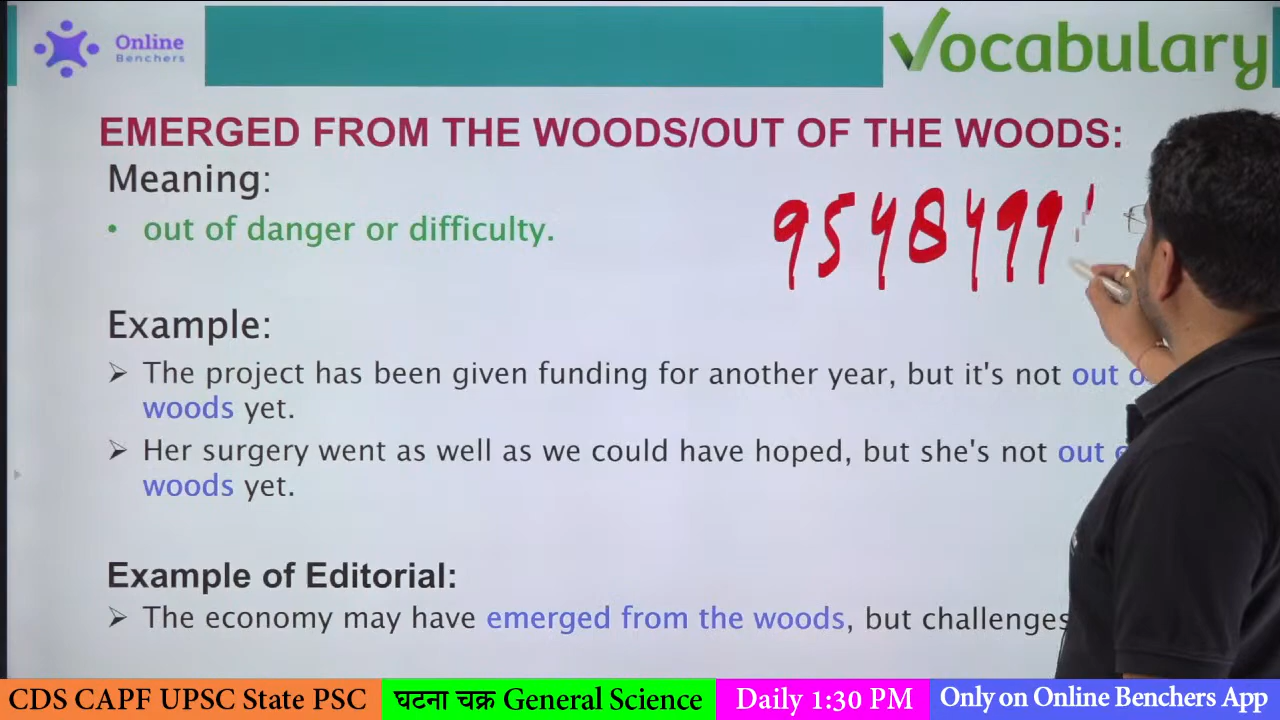 Online
Benchers
Vocabulary
EMERGED FROM THE WOODS/OUT OF THE WOODS:
Meaning:
• out of danger or difficulty.
9548499
Example:
➢ The project has been given funding for another year, but it's not out
woods yet.
➢ Her surgery went as well as we could have hoped, but she's not out
woods yet.
Example of Editorial:
➢ The economy may have emerged from the woods, but challenges
CDS CAPF UPSC State PSC घटना चक्र General Science Daily 1:30 PM Only on Online Benchers App